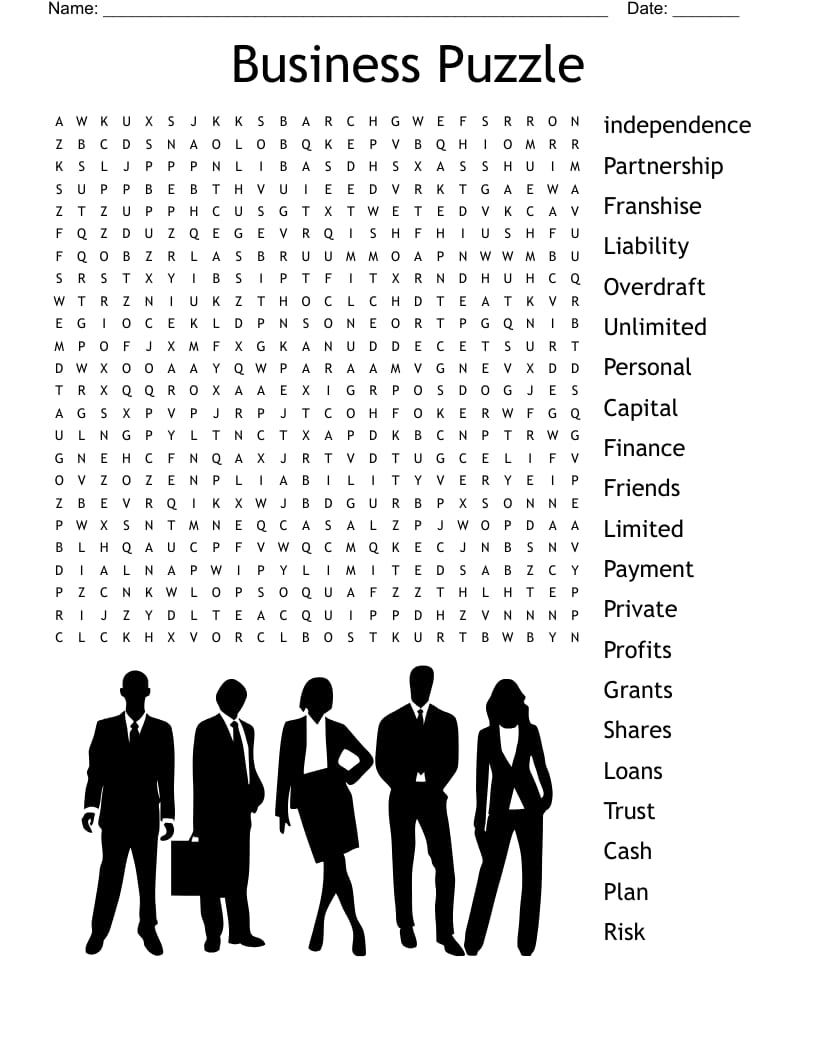 Name: ______________________________________________________ Date: _______
Business Puzzle
A W K U X S J K K S B A R C H G W E F S R R O N
Z B C D S N A O L O B Q K E P V B Q H I O M R R
K S L J P P P N L I B A S D H S X A S S H U I M
S U P P B E B T H V U I E E D V R K T G A E W A
Z T Z U P P H C U S G T X T W E T E D V K C A V
F Q Z D U Z Q E G E V R Q I S H F H I U S H F U
F Q O B Z R L A S B R U U M M O A P N W W M B U
S R S T X Y I B S I P T F I T X R N D H U H C Q
W T R Z N I U K Z T H O C L C H D T E A T K V R
E G I O C E K L D P N S O N E O R T P G Q N I B
M P O F J X M F X G K A N U D D E C E T S U R T
D W X O O A A Y Q W P A R A A M V G N E V X D D
T R X Q Q R O X A A E X I G R P O S D O G J E S
A G S X P V P J R P J T C O H F O K E R W F G Q
U L N G P Y L T N C T X A P D K B C N P T R W G
G N E H C F N Q A X J R T V D T U G C E L I F V
O V Z O Z E N P L I A B I L I T Y V E R Y E I P
Z B E V R Q I K X W J B D G U R B P X S O N N E
P W X S N T M N E Q C A S A L Z P J W O P D A A
B L H Q A U C P F V W Q C M Q K E C J N B S N V
D I A L N A P W I P Y L I M I T E D S A B Z C Y
P Z C N K W L O P S O Q U A F Z Z T H L H T E P
R I J Z Y D L T E A C Q U I P P D H Z V N N N P
C L C K H X V O R C L B O S T K U R T B W B Y N
independence
Partnership
Franshise
Liability
Overdraft
Unlimited
Personal
Capital
Finance
Friends
Limited
Payment
Private
Profits
Grants
Shares
Loans
Trust
Cash
Plan
Risk